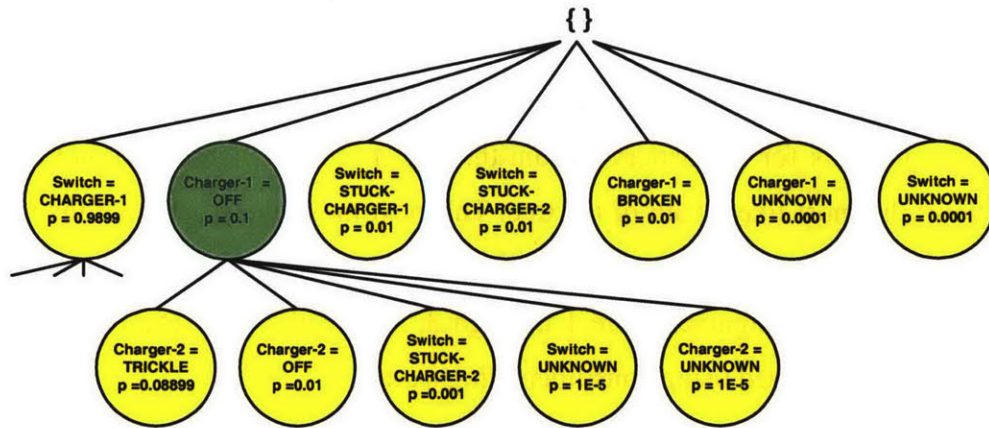 { }
Switch =
CHARGER-1
p = 0.9899
Charger-1 =
OFF
p = 0.1
Switch =
STUCK-
CHARGER-1
p = 0.01
Switch =
STUCK-
CHARGER-2
p = 0.01
Charger-1 =
BROKEN
p = 0.01
Charger-1 =
UNKNOWN
p = 0.0001
Switch =
UNKNOWN
p = 0.0001
Charger-2 =
TRICKLE
p =0.08899
Charger-2 =
OFF
p =0.01
Switch =
STUCK-
CHARGER-2
p =0.001
Switch =
UNKNOWN
p = 1E-5
Charger-2 =
UNKNOWN
p = 1E-5